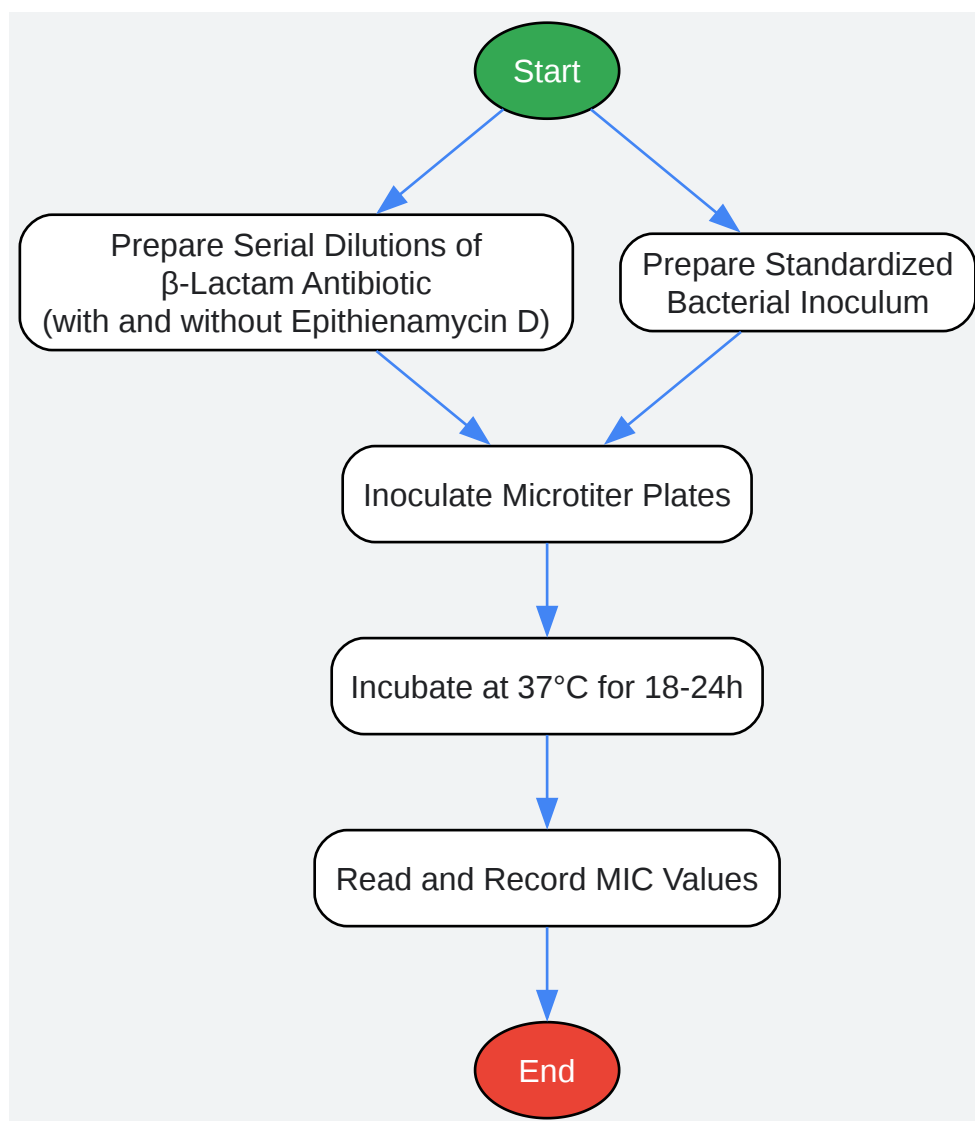 Start
Prepare Serial Dilutions of
β-Lactam Antibiotic
(with and without Epithienamycin D)
Prepare Standardized
Bacterial Inoculum
Inoculate Microtiter Plates
Incubate at 37°C for 18-24h
Read and Record MIC Values
End